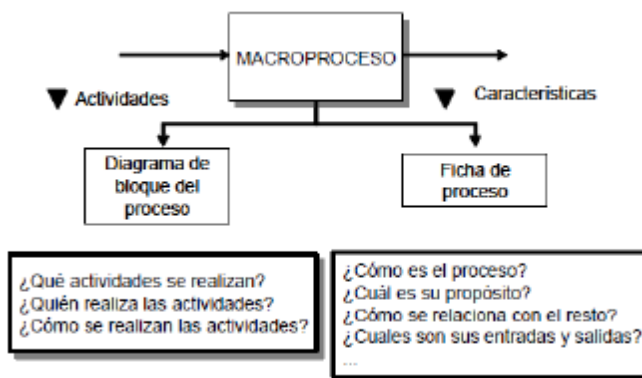 MACROPROCESO
Actividades
Características
Diagrama de
bloque del
proceso
Ficha de
proceso
¿Qué actividades se realizan?
¿Quién realiza las actividades?
¿Cómo se realizan las actividades?
¿Cómo es el proceso?
¿Cuál es su propósito?
¿Cómo se relaciona con el resto?
¿Cuales son sus entradas y salidas?
...